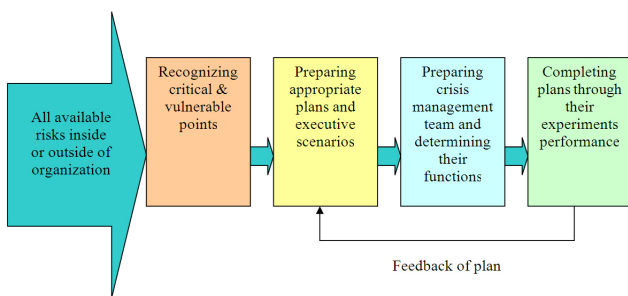 All available
risks inside
or outside of
organization
Recognizing
critical &
vulnerable
points
Preparing
appropriate
plans and
executive
scenarios
Preparing
crisis
management
team and
determining
their
functions
Completing
plans through
their
experiments
performance
Feedback of plan